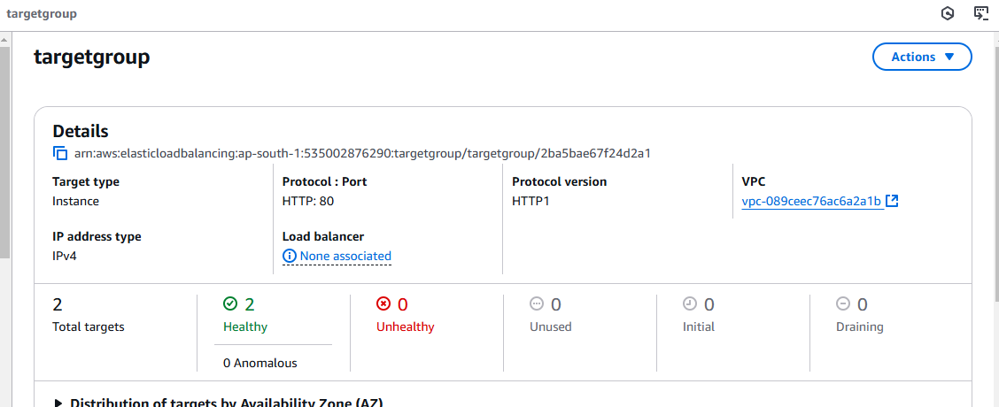 targetgroup
targetgroup
Actions
Details
arn:aws:elasticloadbalancing:ap-south-1:535002876290:targetgroup/targetgroup/2ba5bae67f24d2a1
Target type
Protocol : Port
Protocol version
VPC
Instance
HTTP: 80
HTTP1
vpc-089ceec76ac6a2a1b
IP address type
Load balancer
IPv4
None associated
2
2
0
0
0
0
Total targets
Healthy
Unhealthy
Unused
Initial
Draining
0 Anomalous
Distribution of targets by Availability Zone (AZ)